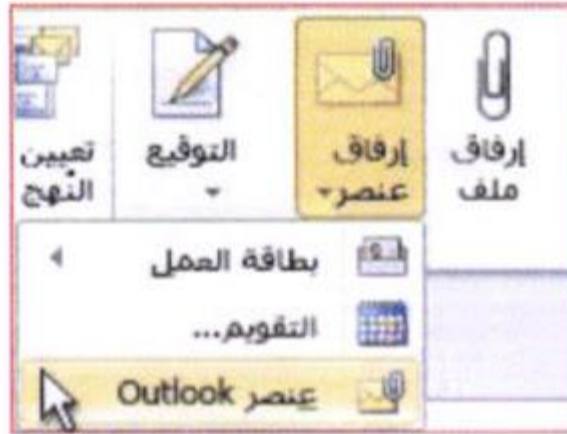 إرفاق ملف
إرفاق عنصر
التوقيع
تعيين النهج
بطاقة العمل
التقويم...
عنصر Outlook